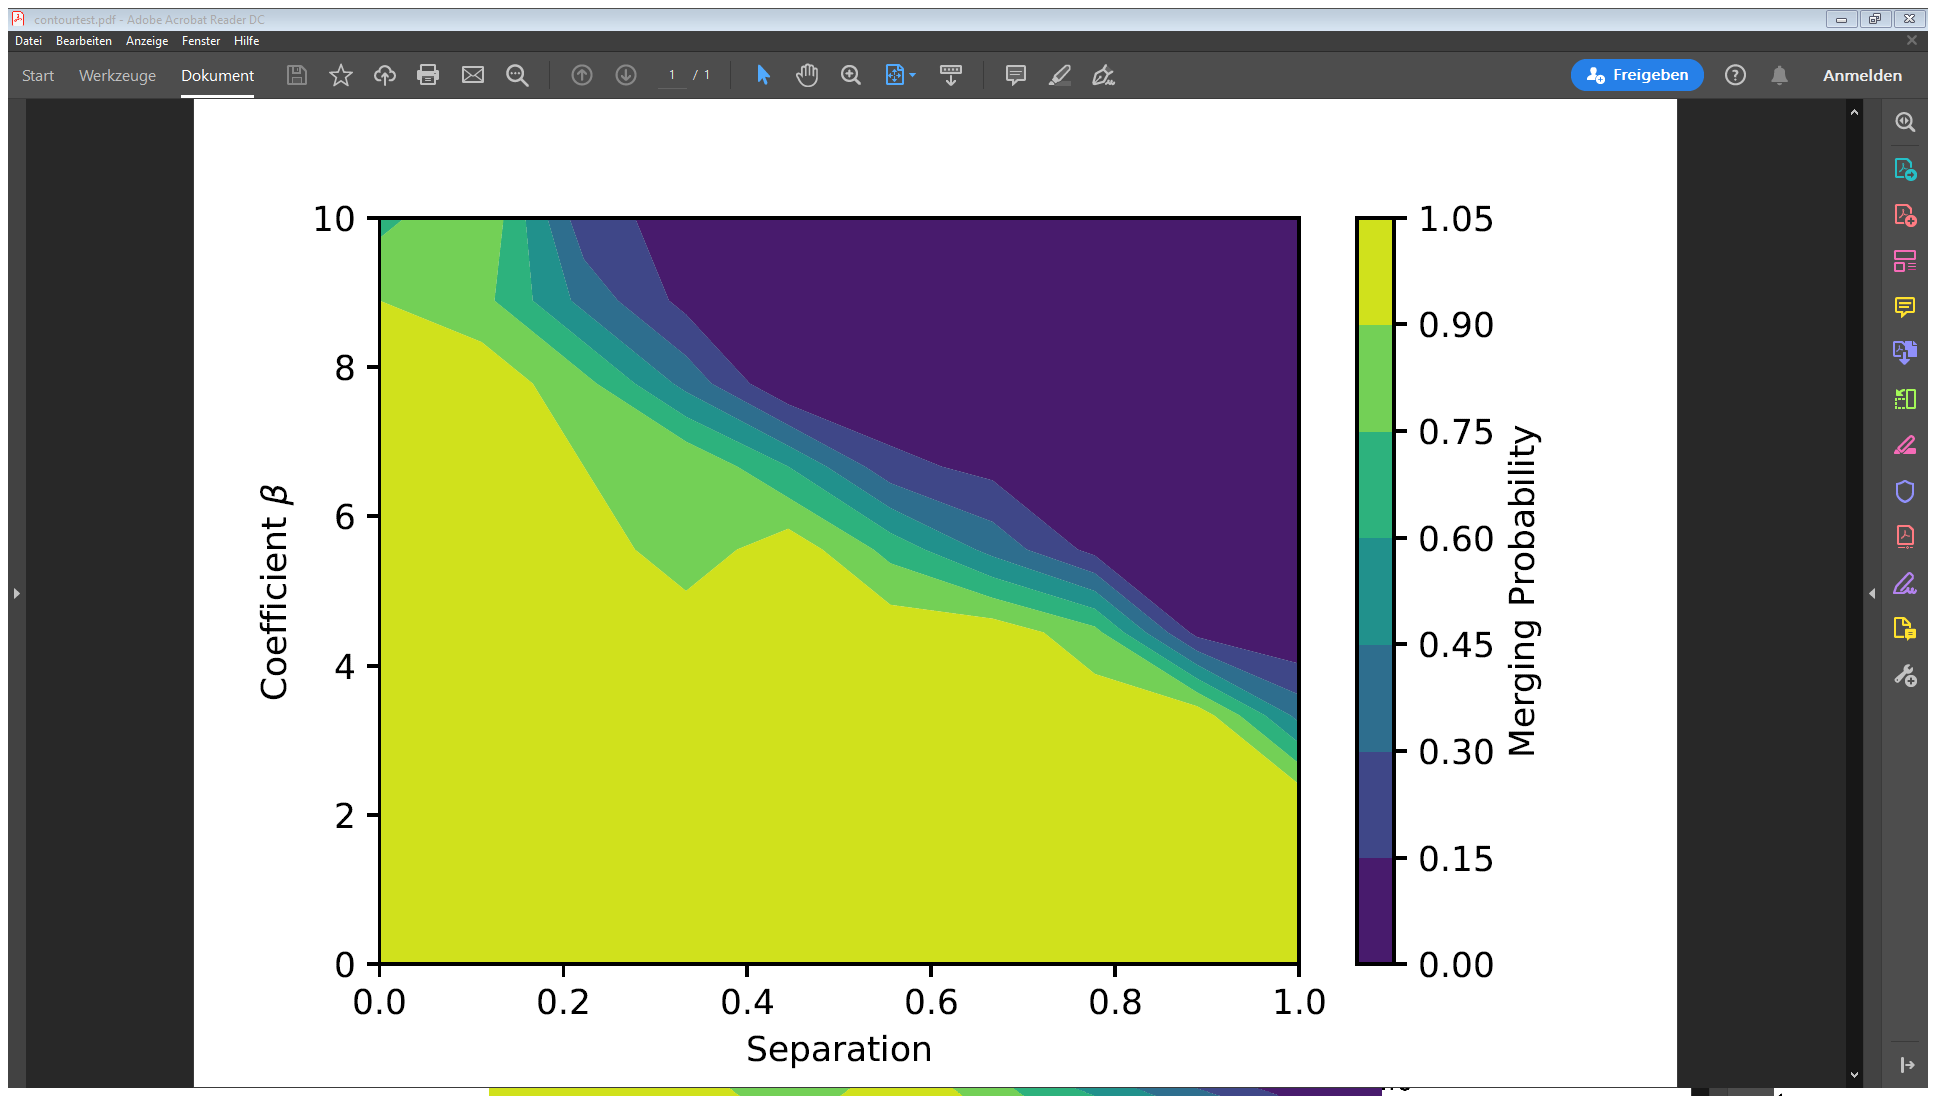 contourtest.pdf - Adobe Acrobat Reader DC
Datei Bearbeiten Anzeige Fenster Hilfe
Start Werkzeuge Dokument 1 / 1 Freigeben Anmelden
10
8
6
4
2
0
Coefficient β
0.0 0.2 0.4 0.6 0.8 1.0
Separation
1.05
0.90
0.75
0.60
0.45
0.30
0.15
0.00
Merging Probability